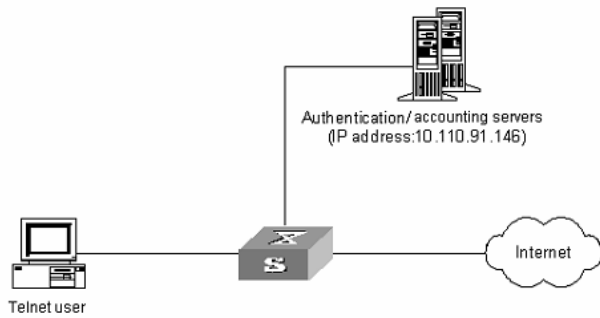 Authentication/accounting servers
(IP address:10.110.91.146)
Internet
S
Telnet user